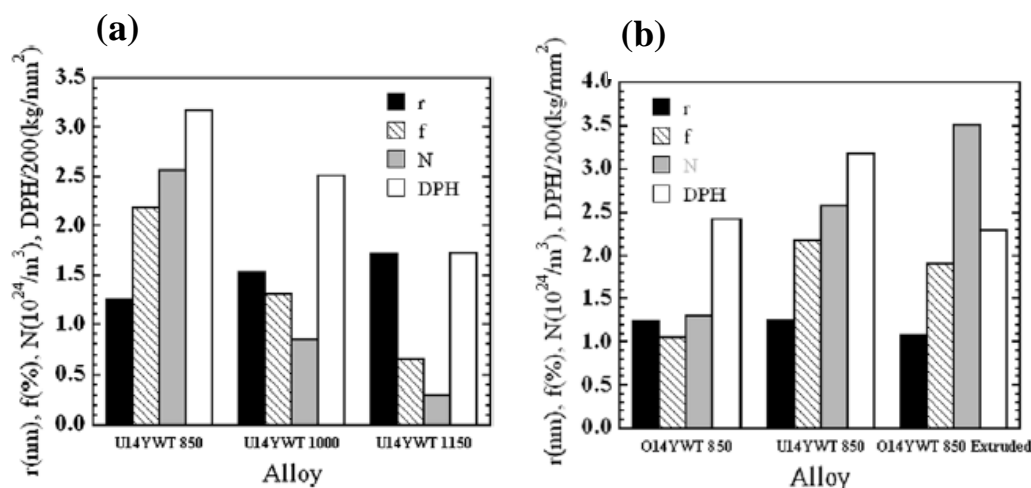 (a)
r(nm), f(%), N(10^24/m^3), DPH/200(kg/mm^2)
3.5
3.0
2.5
2.0
1.5
1.0
0.5
0.0
r
f
N
DPH
U14YWT 850 U14YWT 1000 U14YWT 1150
Alloy
(b)
r(nm), f(%), N(10^24/m^3), DPH/200(kg/mm^2)
4.0
3.5
3.0
2.5
2.0
1.5
1.0
0.5
0.0
r
f
N
DPH
O14YWT 850 U14YWT 850 O14YWT 850 Extruded
Alloy